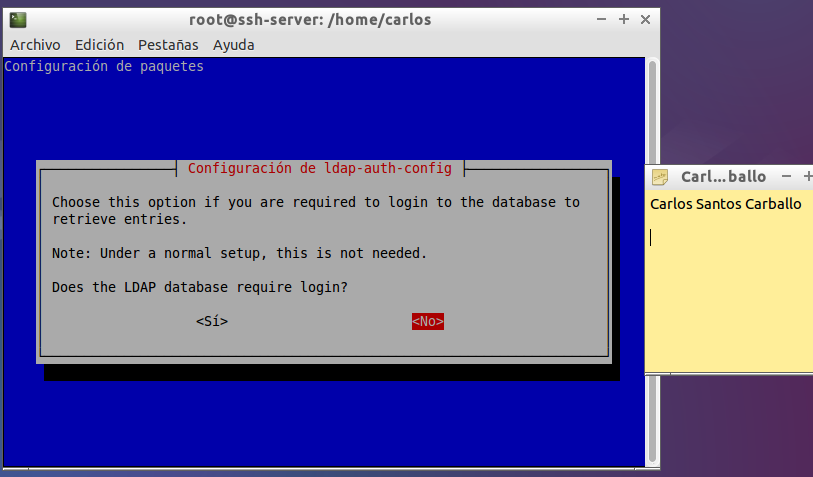 root@ssh-server: /home/carlos
Archivo Edición Pestañas Ayuda
Configuración de paquetes
Configuración de ldap-auth-config
Choose this option if you are required to login to the database to
retrieve entries.
Note: Under a normal setup, this is not needed.
Does the LDAP database require login?
<Sí> <No>
Carl...ballo
Carlos Santos Carballo